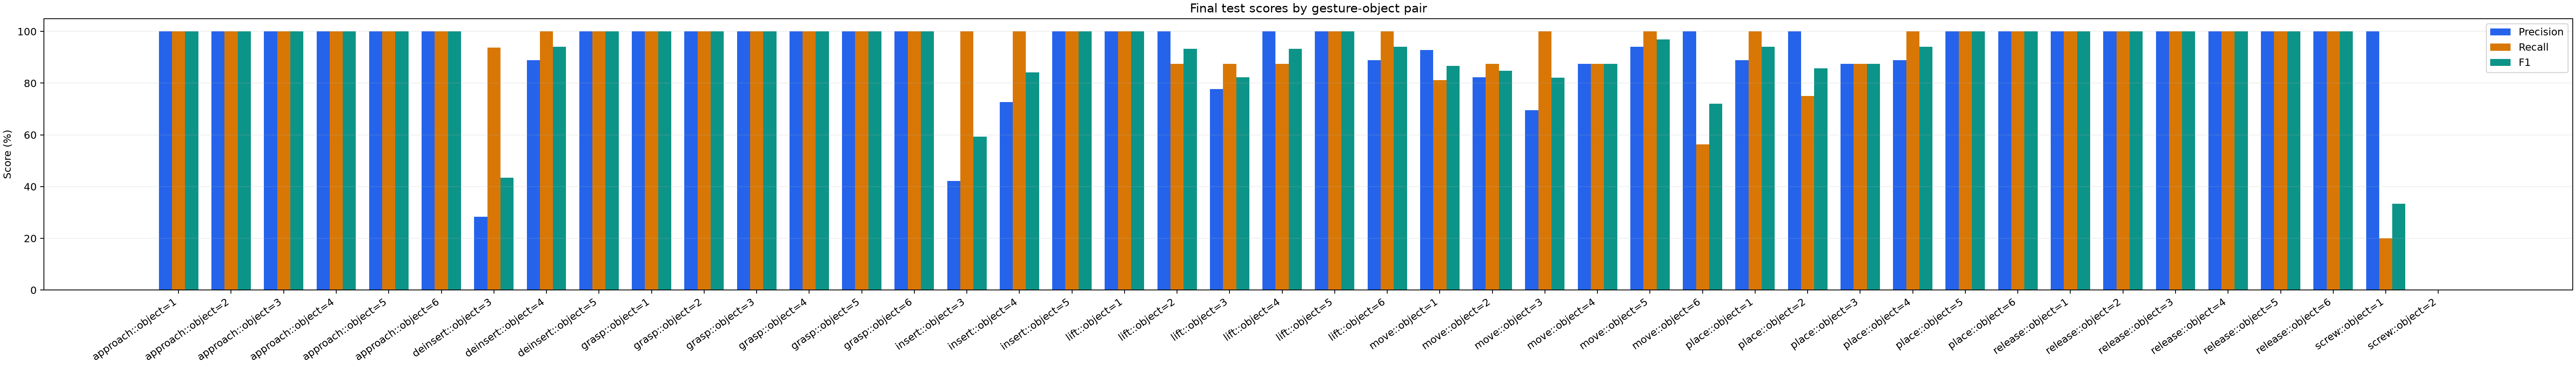 Final test scores by gesture-object pair
Score (%)
100
80
60
40
20
0
Precision
Recall
F1
approach::object=1
approach::object=2
approach::object=3
approach::object=4
approach::object=5
approach::object=6
deinsert::object=3
deinsert::object=4
deinsert::object=5
grasp::object=1
grasp::object=2
grasp::object=3
grasp::object=4
grasp::object=5
grasp::object=6
insert::object=3
insert::object=4
insert::object=5
lift::object=1
lift::object=2
lift::object=3
lift::object=4
lift::object=5
lift::object=6
move::object=1
move::object=2
move::object=3
move::object=4
move::object=5
move::object=6
place::object=1
place::object=2
place::object=3
place::object=4
place::object=5
place::object=6
release::object=1
release::object=2
release::object=3
release::object=4
release::object=5
release::object=6
screw::object=1
screw::object=2